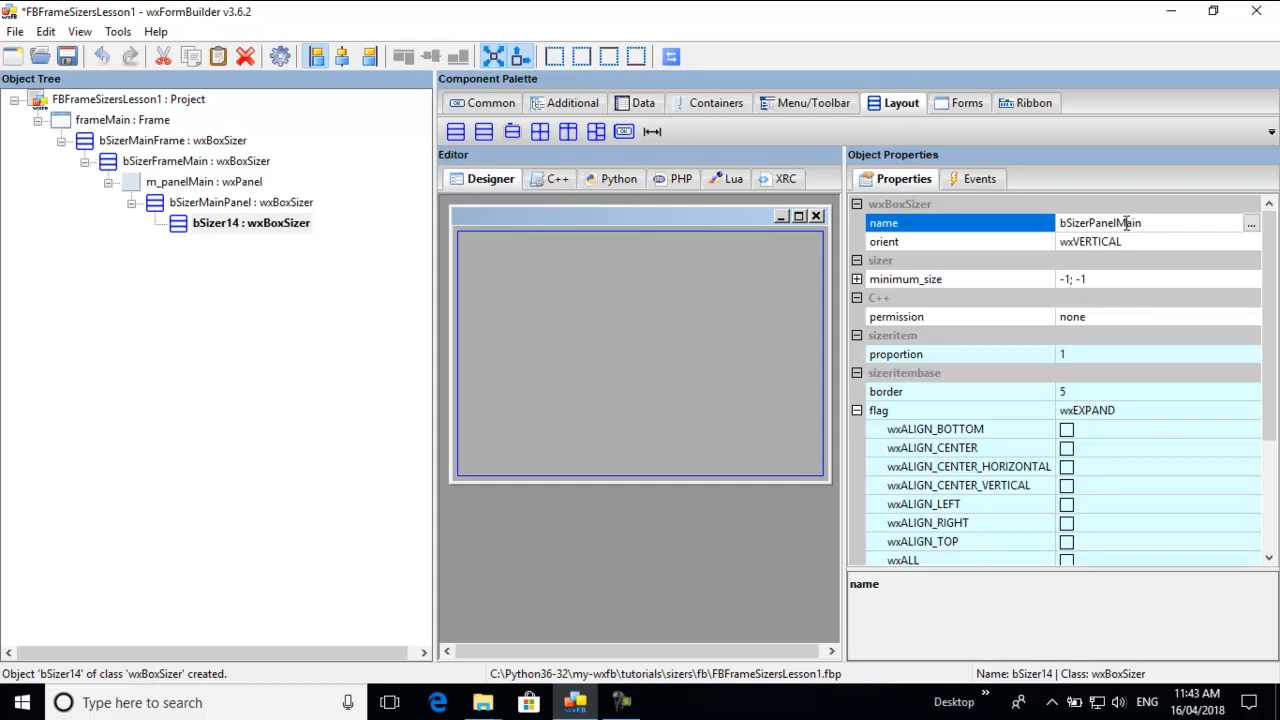 *FBFrameSizersLesson1 - wxFormBuilder v3.6.2
File Edit View Tools Help
Object Tree
FBFrameSizersLesson1 : Project
frameMain : Frame
bSizerMainFrame : wxBoxSizer
bSizerFrameMain : wxBoxSizer
m_panelMain : wxPanel
bSizerMainPanel : wxBoxSizer
bSizer14 : wxBoxSizer
Component Palette
Common Additional Data Containers Menu/Toolbar Layout Forms Ribbon
Editor
Designer C++ Python PHP Lua XRC
Object Properties
Properties Events
wxBoxSizer
name bSizerPanelMain ...
orient wxVERTICAL
sizer
minimum_size -1; -1
C++
permission none
sizeritem
proportion 1
sizeritembase
border 5
flag wxEXPAND
wxALIGN_BOTTOM
wxALIGN_CENTER
wxALIGN_CENTER_HORIZONTAL
wxALIGN_CENTER_VERTICAL
wxALIGN_LEFT
wxALIGN_RIGHT
wxALIGN_TOP
wxALL
name
Object 'bSizer14' of class 'wxBoxSizer' created. C:\Python36-32\my-wxfb\tutorials\sizers\fb\FBFrameSizersLesson1.fbp Name: bSizer14 | Class: wxBoxSizer
Type here to search
Desktop
ENG
11:43 AM
16/04/2018